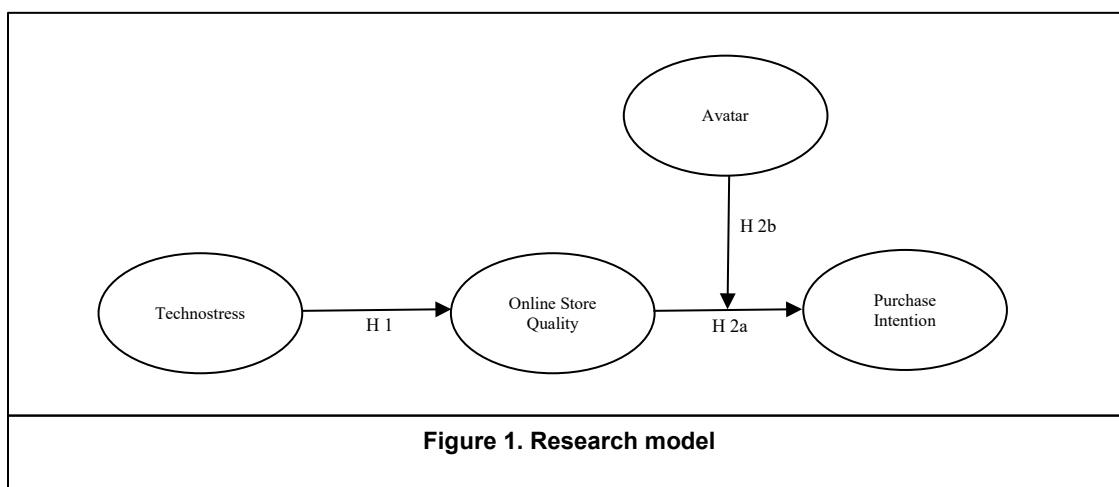 Avatar
H 2b
Technostress
H 1
Online Store
Quality
H 2a
Purchase
Intention
Figure 1. Research model